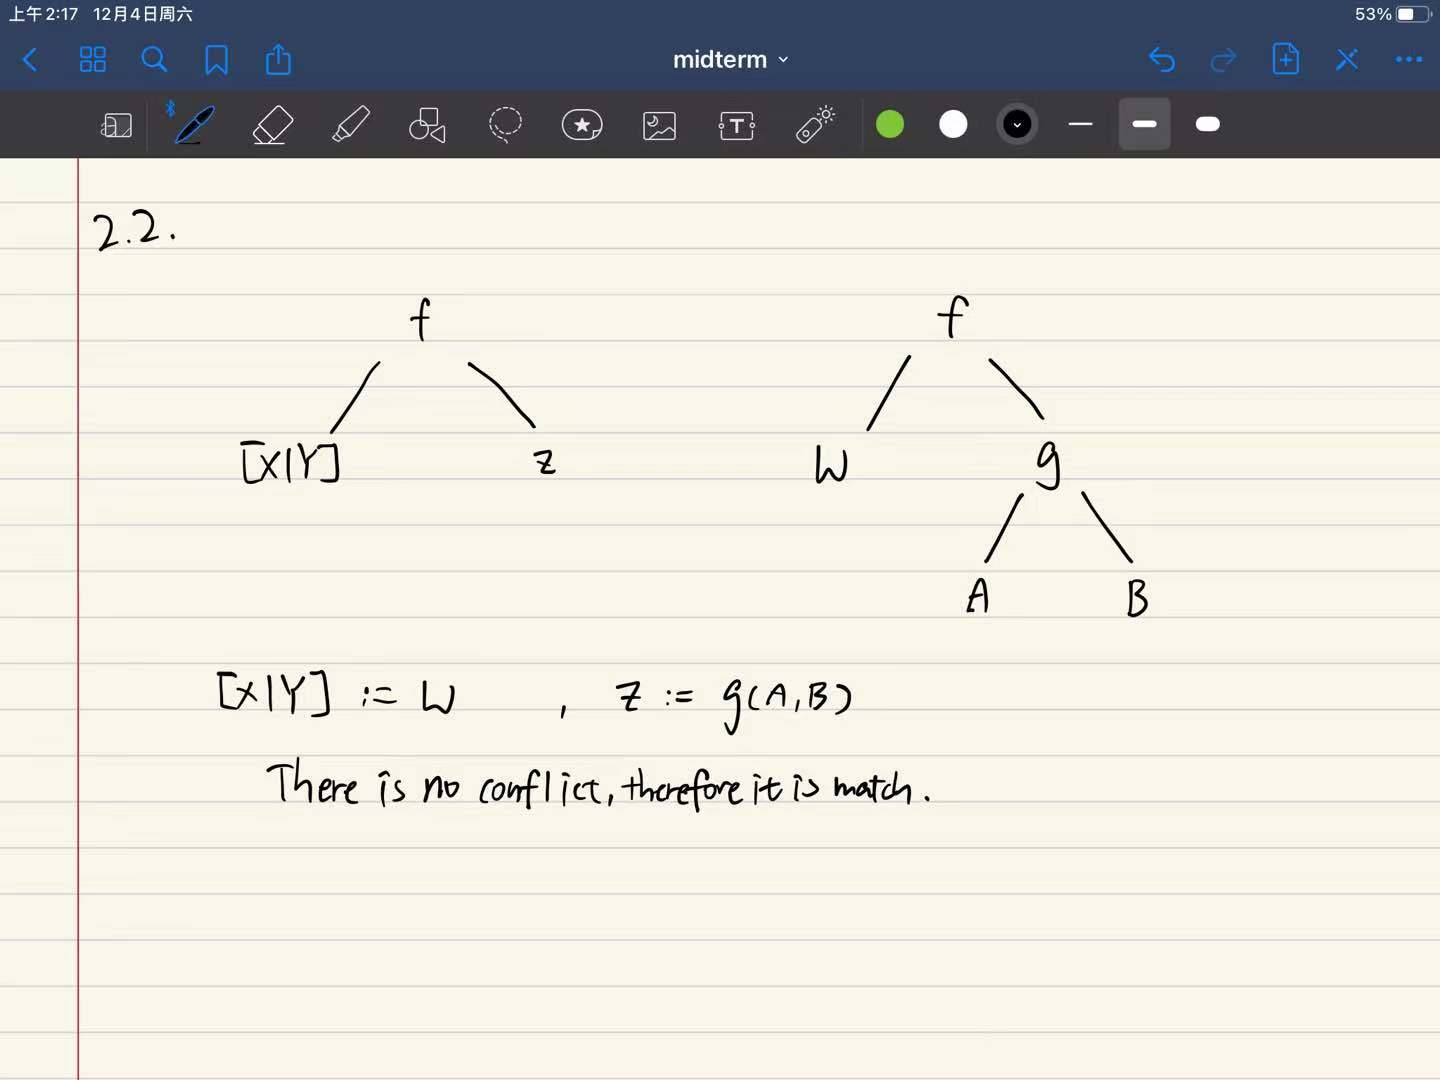 上午2:17 12月4日周六
53%
midterm
T
2.2.
f f
[X|Y] z W g
A B
[X|Y] := W , Z := g(A,B)
There is no conflict, therefore it is match.